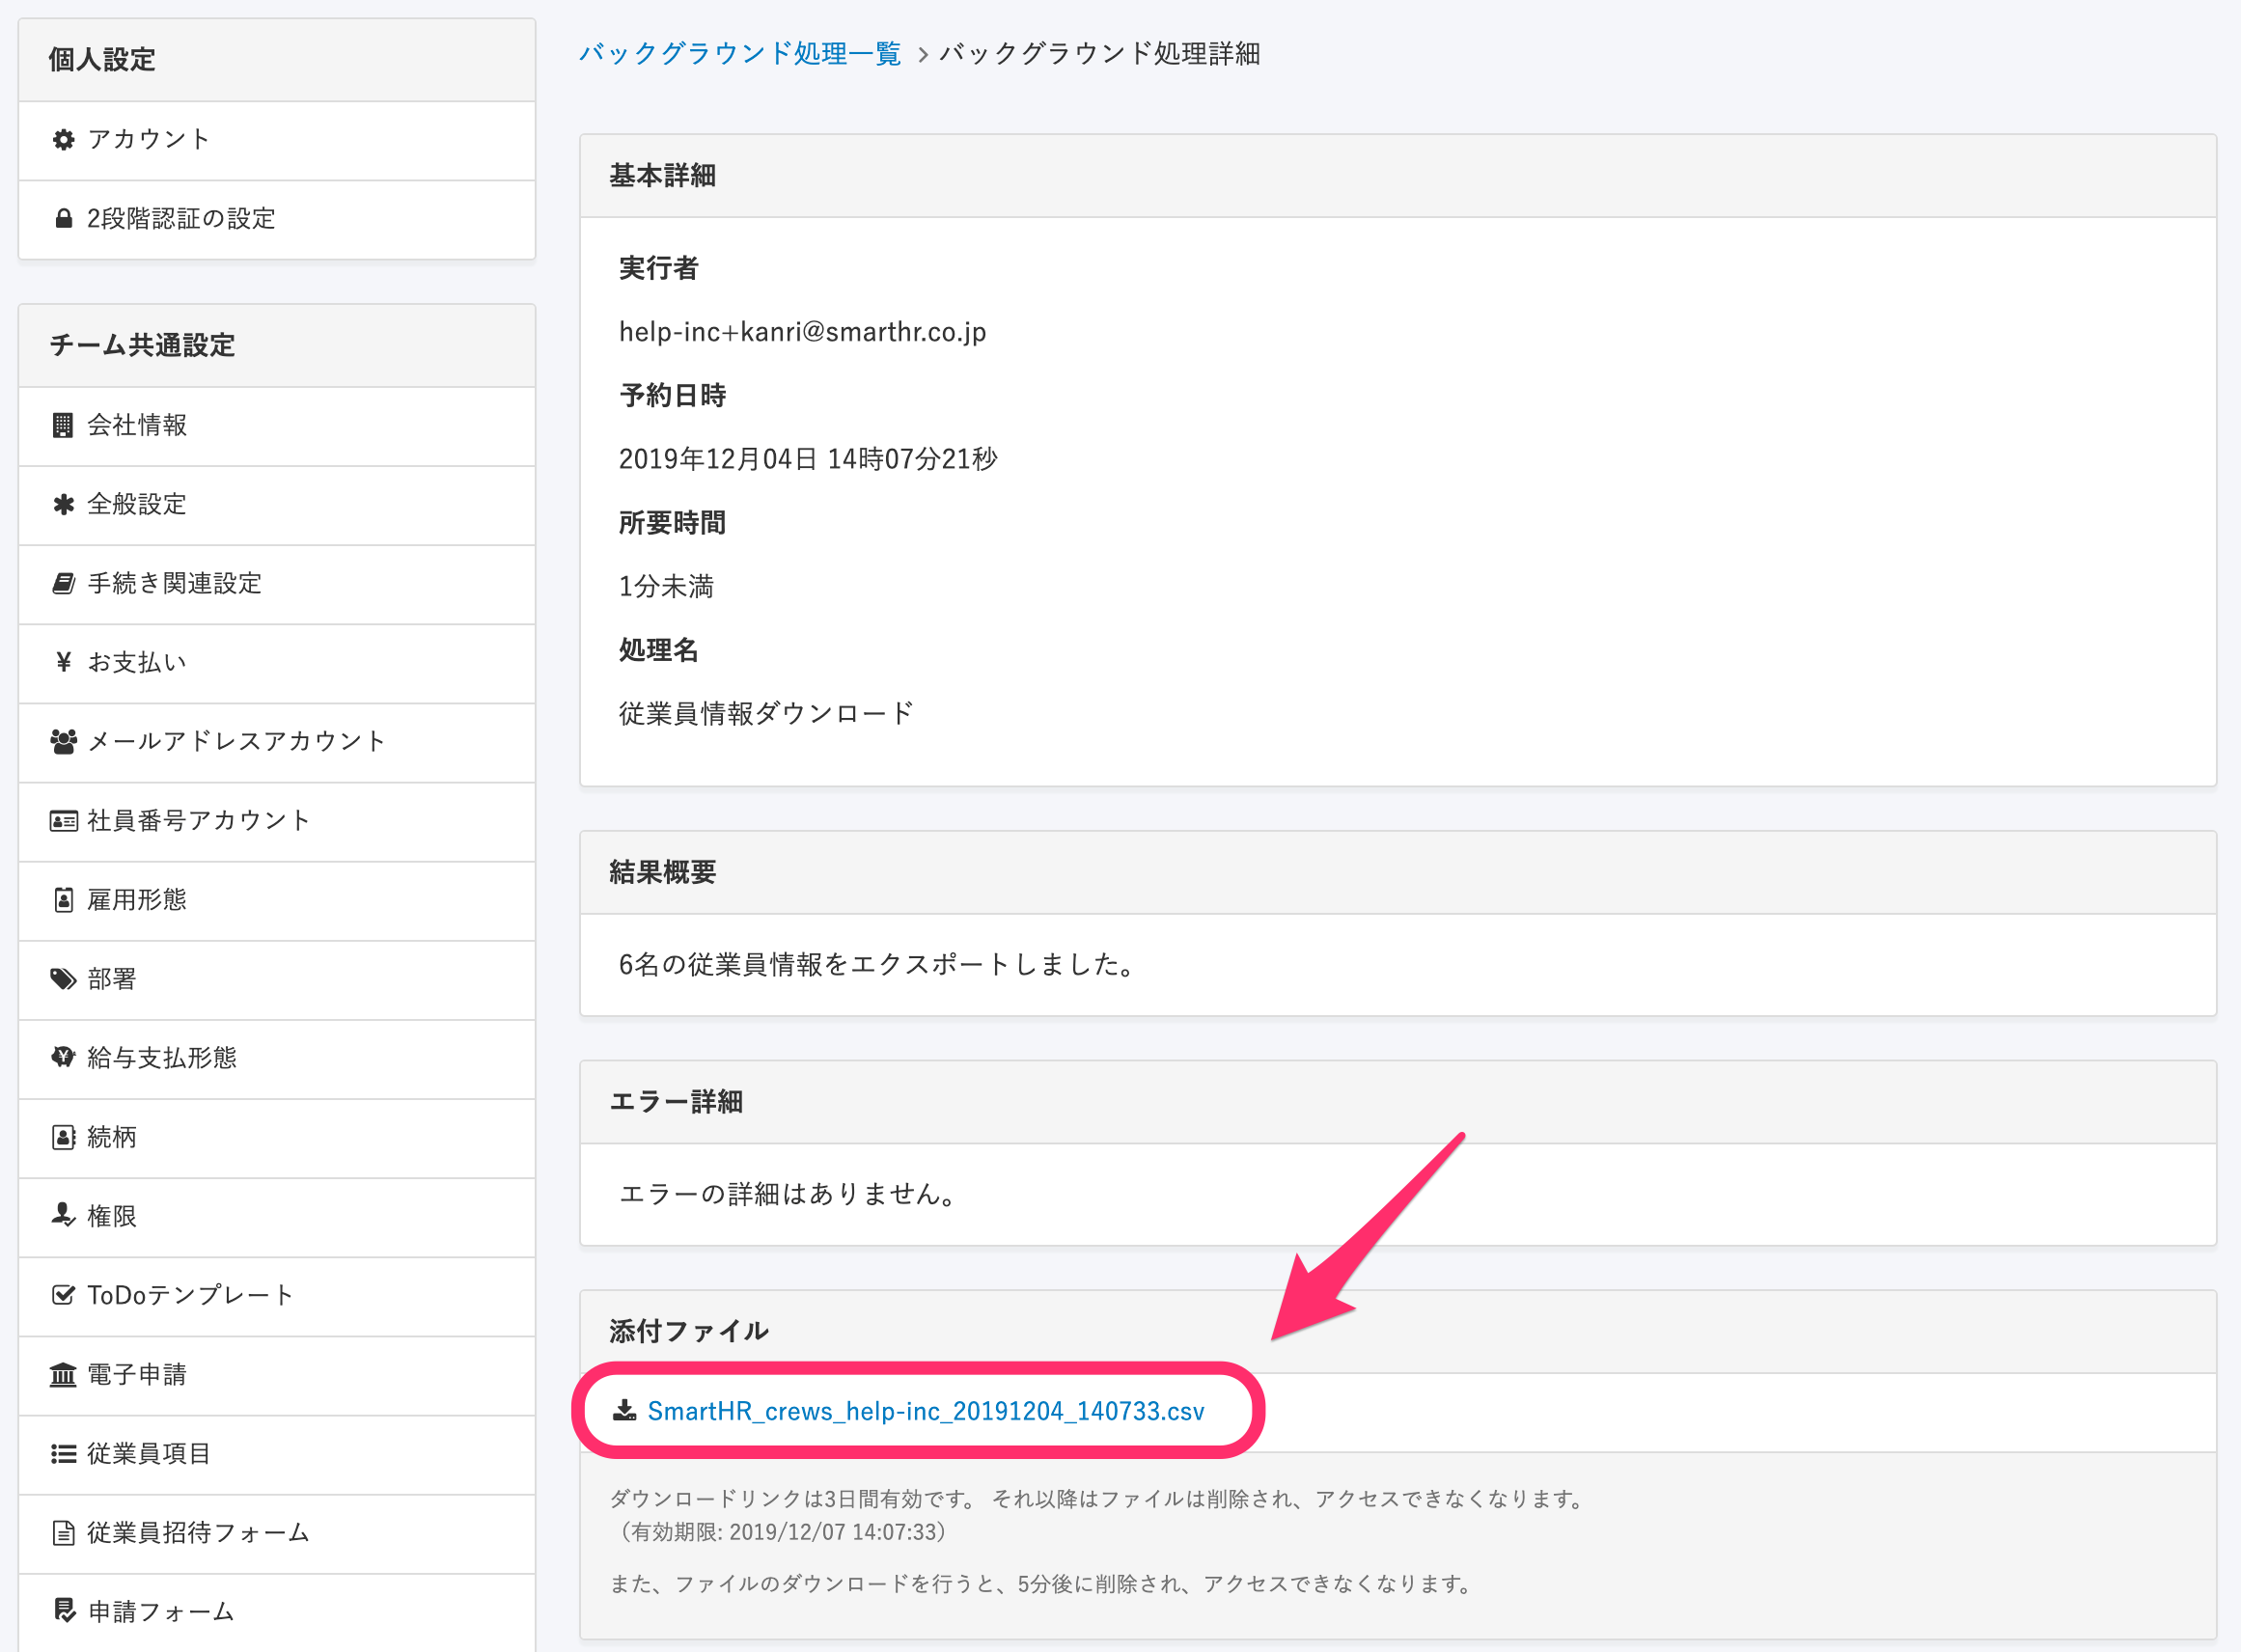 個人設定
アカウント
2段階認証の設定
チーム共通設定
会社情報
全般設定
手続き関連設定
お支払い
メールアドレスアカウント
社員番号アカウント
雇用形態
部署
給与支払形態
続柄
権限
ToDoテンプレート
電子申請
従業員項目
従業員招待フォーム
申請フォーム
バックグラウンド処理一覧 > バックグラウンド処理詳細
基本詳細
実行者
help-inc+kanri@smarthr.co.jp
予約日時
2019年12月04日 14時07分21秒
所要時間
1分未満
処理名
従業員情報ダウンロード
結果概要
6名の従業員情報をエクスポートしました。
エラー詳細
エラーの詳細はありません。
添付ファイル
SmartHR_crews_help-inc_20191204_140733.csv
ダウンロードリンクは3日間有効です。 それ以降はファイルは削除され、アクセスできなくなります。
（有効期限: 2019/12/07 14:07:33）
また、ファイルのダウンロードを行うと、5分後に削除され、アクセスできなくなります。